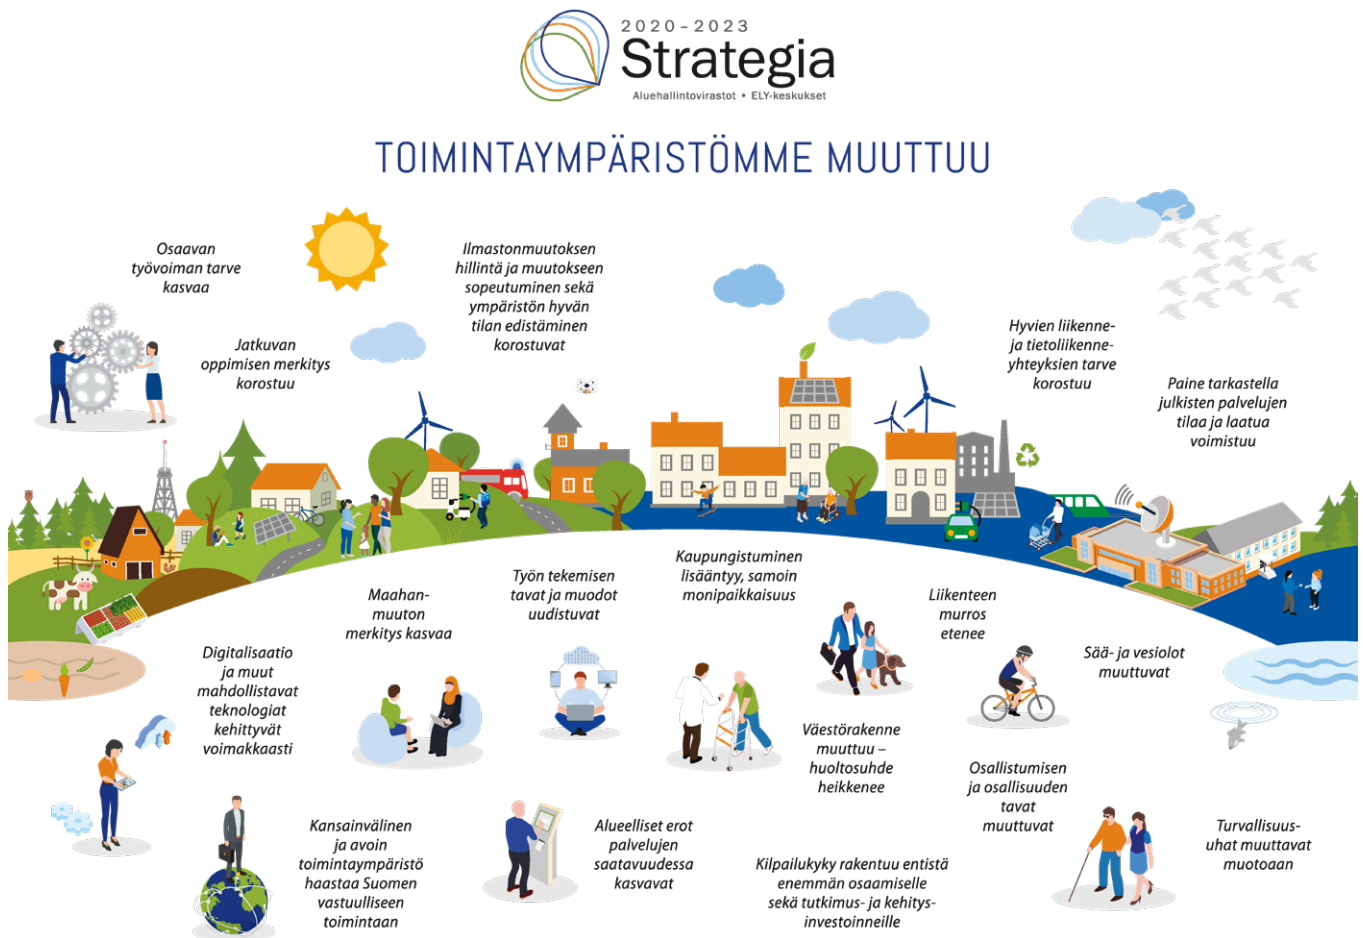 2020–2023
Strategia
Aluehallintovirastot • ELY-keskukset
TOIMINTAYMPÄRISTÖMME MUUTTUU
Osaavan
työvoiman tarve
kasvaa
Jatkuvan
oppimisen merkitys
korostuu
Ilmastonmuutoksen
hillintä ja muutokseen
sopeutuminen sekä
ympäristön hyvän
tilan edistäminen
korostuvat
Hyvien liikenne-
ja tietoliikenne-
yhteyksien tarve
korostuu
Paine tarkastella
julkisten palvelujen
tilaa ja laatua
voimistuu
Digitalisaatio
ja muut
mahdollistavat
teknologiat
kehittyvät
voimakkaasti
Maahan-
muuton
merkitys kasvaa
Työn tekemisen
tavat ja muodot
uudistuvat
Kaupungistuminen
lisääntyy, samoin
monipaikkaisuus
Liikenteen
murros
etenee
Sää- ja vesiolot
muuttuvat
Väestörakenne
muuttuu –
huoltosuhde
heikkenee
Osallistumisen
ja osallisuuden
tavat
muuttuvat
Kansainvälinen
ja avoin
toimintaympäristö
haastaa Suomen
vastuulliseen
toimintaan
Alueelliset erot
palvelujen
saatavuudessa
kasvavat
Kilpailukyky rakentuu entistä
enemmän osaamiselle
sekä tutkimus- ja kehitys-
investoinneille
Turvallisuus-
uhat muuttavat
muotoaan